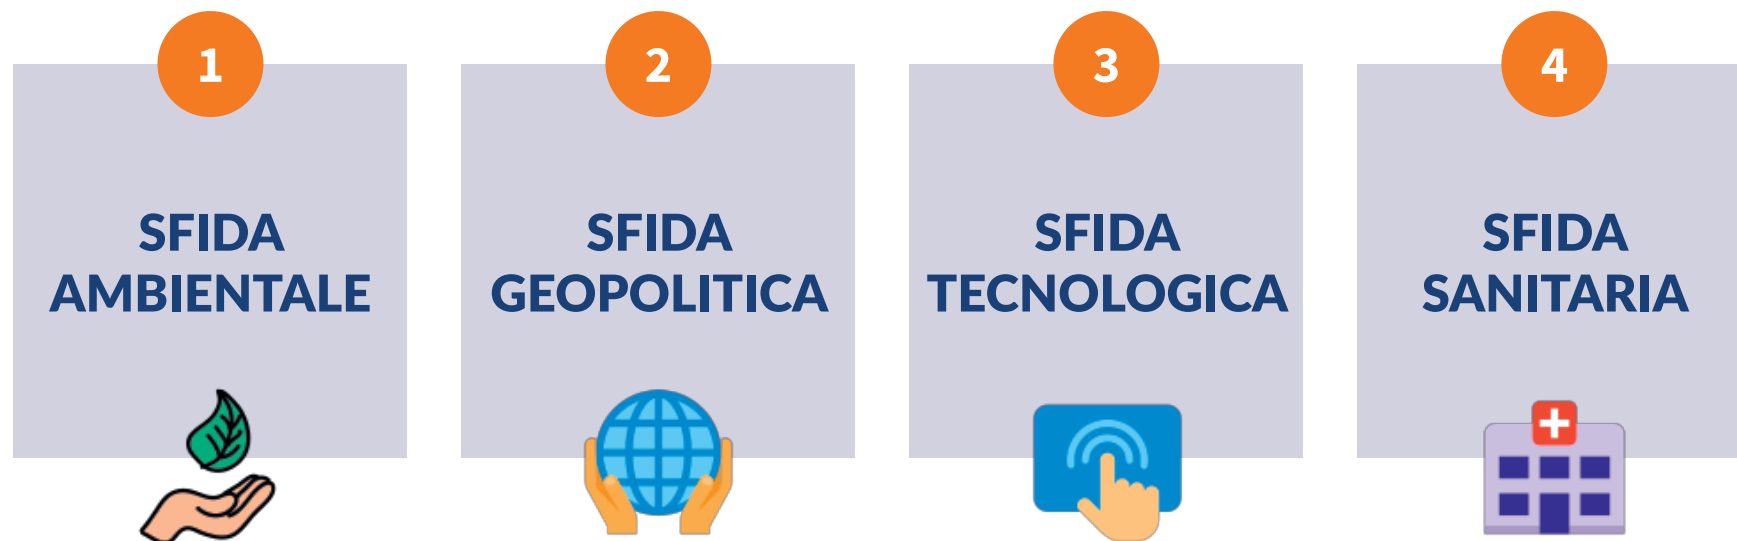 1
SFIDA
AMBIENTALE
2
SFIDA
GEOPOLITICA
3
SFIDA
TECNOLOGICA
4
SFIDA
SANITARIA